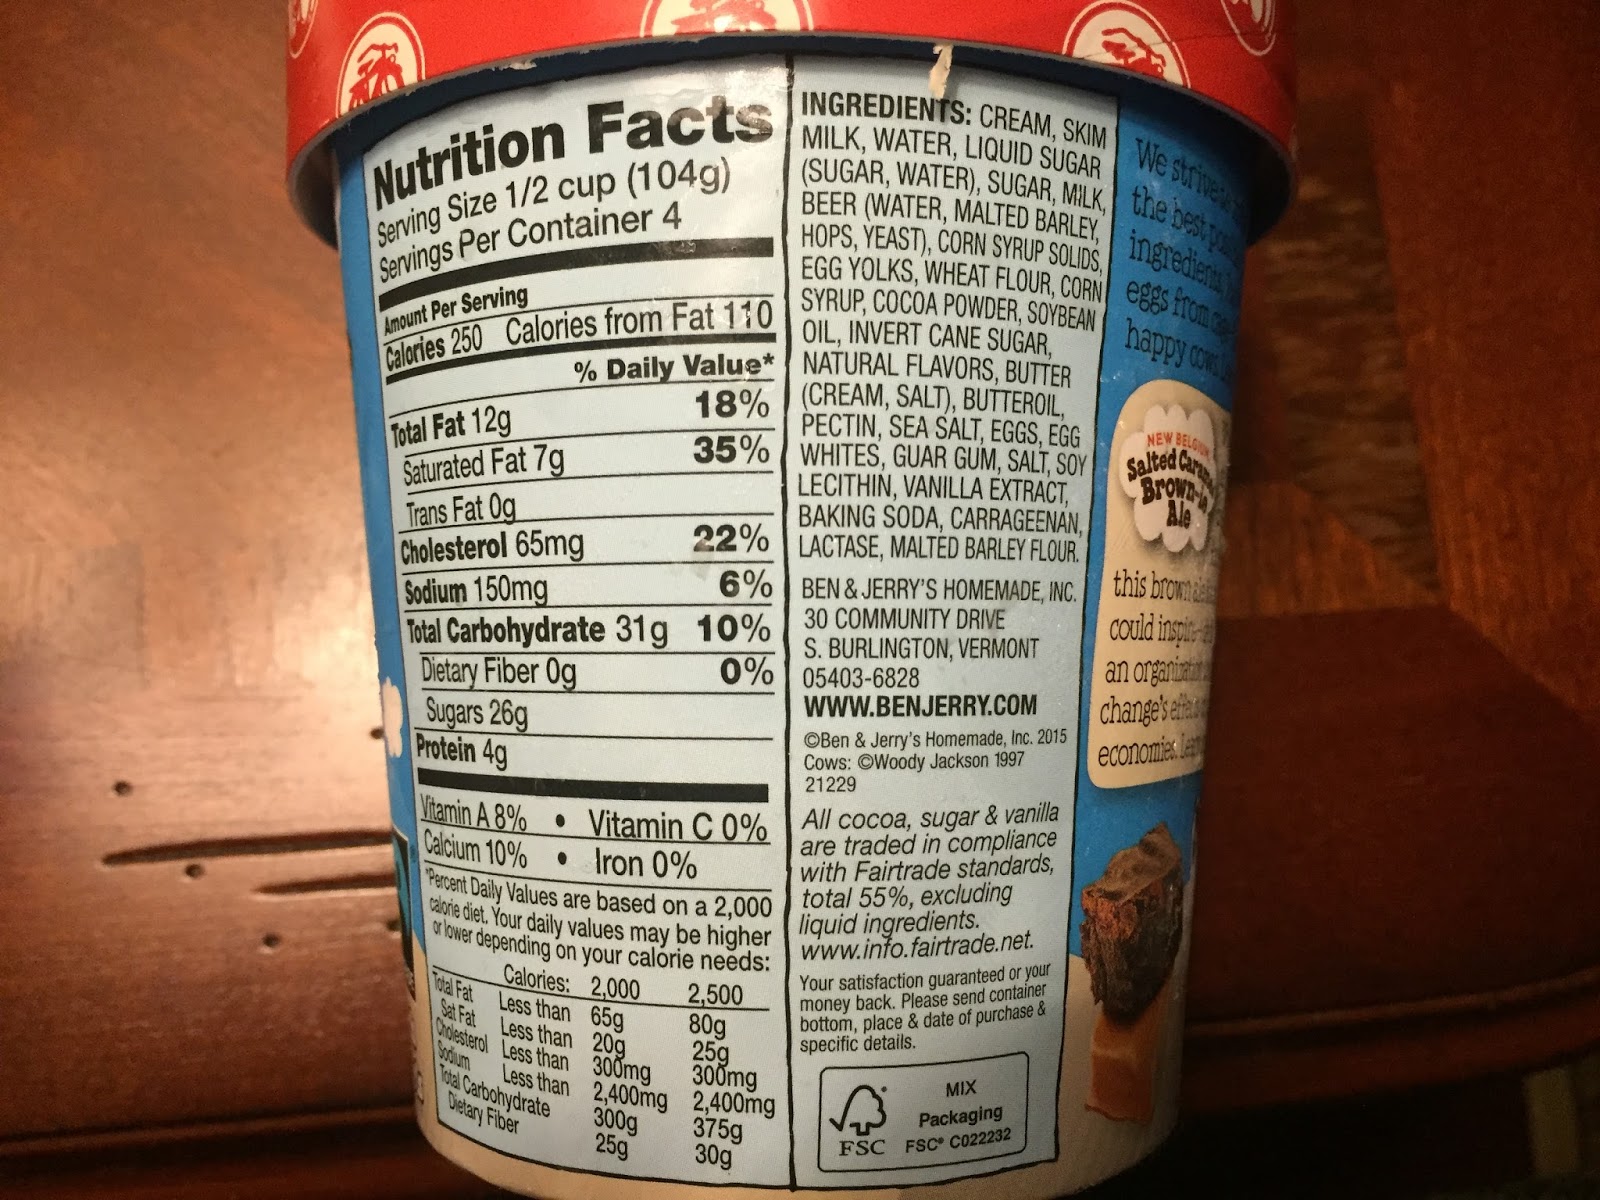 Nutrition Facts
Serving Size 1/2 cup (104g)
Servings Per Container 4
Amount Per Serving
Calories 250 Calories from Fat 110
% Daily Value*
Total Fat 12g 18%
Saturated Fat 7g 35%
Trans Fat 0g
Cholesterol 65mg 22%
Sodium 150mg 6%
Total Carbohydrate 31g 10%
Dietary Fiber 0g 0%
Sugars 26g
Protein 4g
Vitamin A 8% • Vitamin C 0%
Calcium 10% • Iron 0%
*Percent Daily Values are based on a 2,000
calorie diet. Your daily values may be higher
or lower depending on your calorie needs:
Calories: 2,000 2,500
Total Fat Less than 65g 80g
Sat Fat Less than 20g 25g
Cholesterol Less than 300mg 300mg
Sodium Less than 2,400mg 2,400mg
Total Carbohydrate 300g 375g
Dietary Fiber 25g 30g
INGREDIENTS: CREAM, SKIM
MILK, WATER, LIQUID SUGAR
(SUGAR, WATER), SUGAR, MILK,
BEER (WATER, MALTED BARLEY,
HOPS, YEAST), CORN SYRUP SOLIDS,
EGG YOLKS, WHEAT FLOUR, CORN
SYRUP, COCOA POWDER, SOYBEAN
OIL, INVERT CANE SUGAR,
NATURAL FLAVORS, BUTTER
(CREAM, SALT), BUTTEROIL,
PECTIN, SEA SALT, EGGS, EGG
WHITES, GUAR GUM, SALT, SOY
LECITHIN, VANILLA EXTRACT,
BAKING SODA, CARRAGEENAN,
LACTASE, MALTED BARLEY FLOUR.
BEN & JERRY'S HOMEMADE, INC.
30 COMMUNITY DRIVE
S. BURLINGTON, VERMONT
05403-6828
WWW.BENJERRY.COM
©Ben & Jerry's Homemade, Inc. 2015
Cows: ©Woody Jackson 1997
21229
All cocoa, sugar & vanilla
are traded in compliance
with Fairtrade standards,
total 55%, excluding
liquid ingredients.
www.info.fairtrade.net.
Your satisfaction guaranteed or your
money back. Please send container
bottom, place & date of purchase &
specific details.
FSC
MIX
Packaging
FSC® C022232
We strive
the best
eggs from
happy
NEW
Salted
Brown-ie
Ale
this brown
could
an
change's
economies.